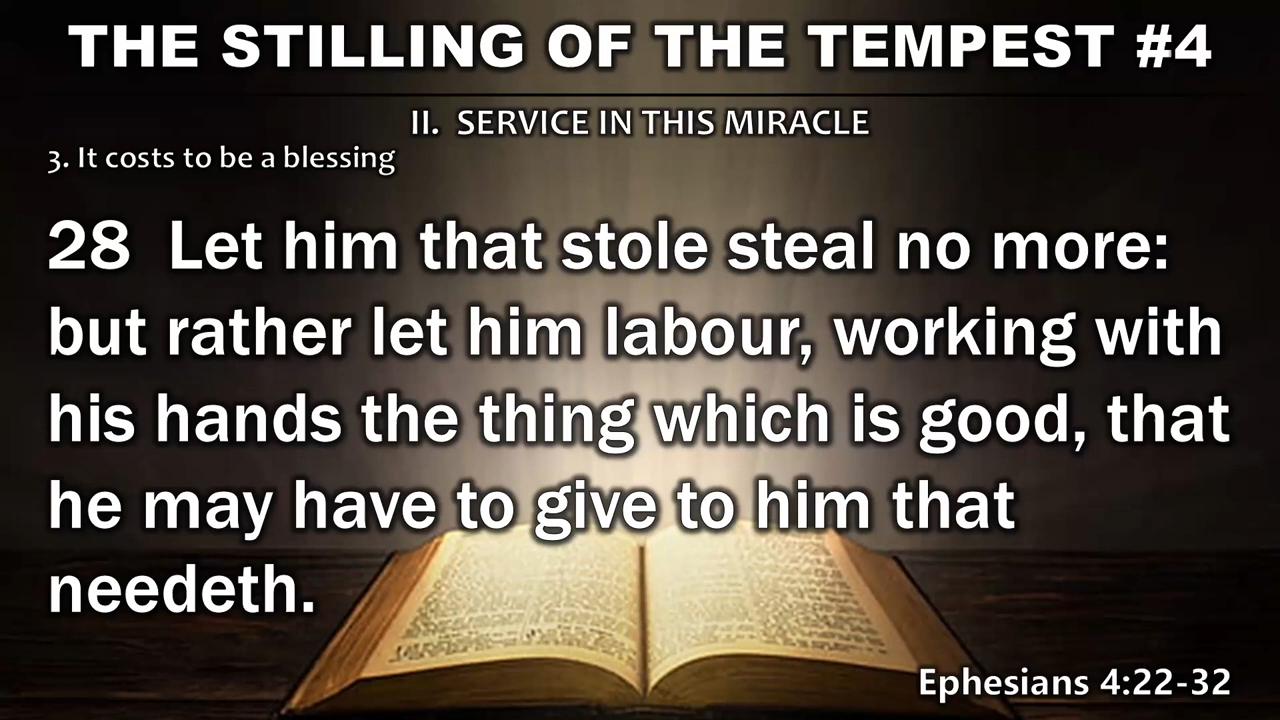 THE STILLING OF THE TEMPEST #4
II. SERVICE IN THIS MIRACLE
3. It costs to be a blessing
28 Let him that stole steal no more:
but rather let him labour, working with
his hands the thing which is good, that
he may have to give to him that
needeth.
Ephesians 4:22-32